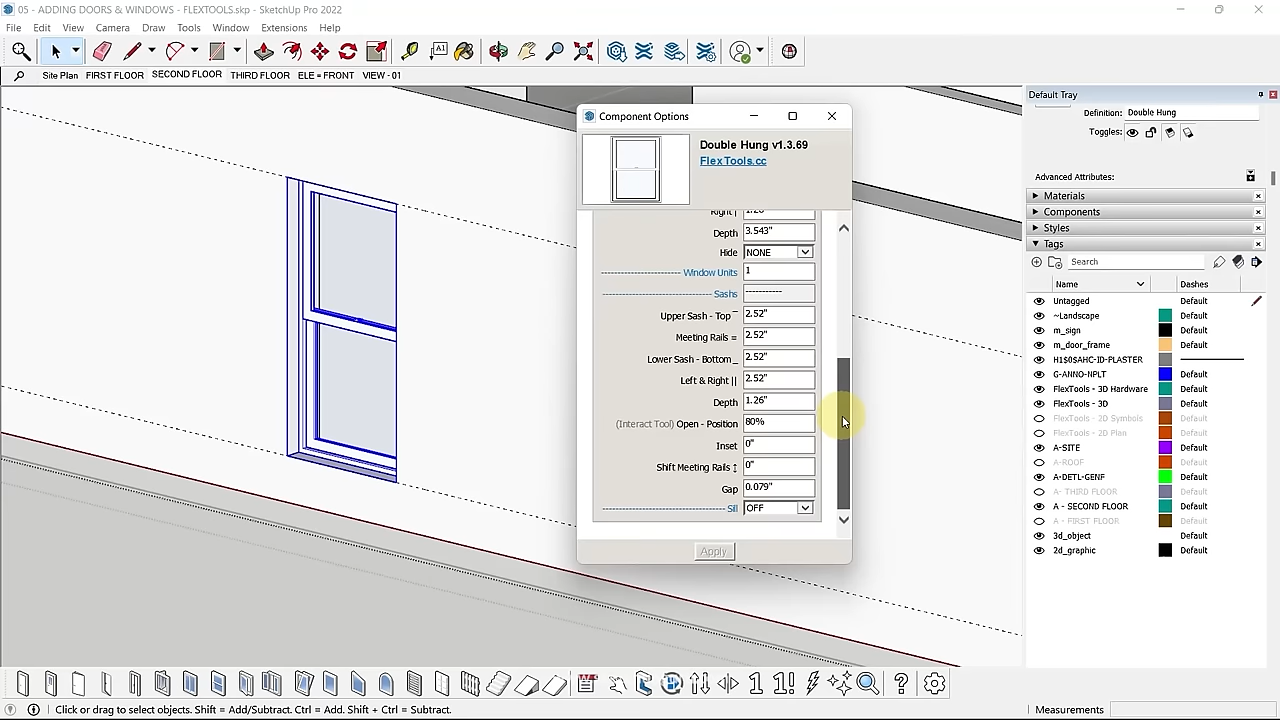 05 - ADDING DOORS & WINDOWS - FLEXTOOLS.skp - SketchUp Pro 2022
File Edit View Camera Draw Tools Window Extensions Help
Site Plan FIRST FLOOR SECOND FLOOR THIRD FLOOR ELE = FRONT VIEW - 01
Component Options
Double Hung v1.3.69
FlexTools.cc
Right | 1.26"
Depth 3.543"
Hide NONE
Window Units 1
Sashs -----------
Upper Sash - Top ¯ 2.52"
Meeting Rails = 2.52"
Lower Sash - Bottom _ 2.52"
Left & Right || 2.52"
Depth 1.26"
(Interact Tool) Open - Position 80%
Inset 0"
Shift Meeting Rails ↕ 0"
Gap 0.079"
Sill OFF
Apply
Default Tray
Definition: Double Hung
Toggles:
Advanced Attributes:
Materials
Components
Styles
Tags
Search
Name Dashes
Untagged Default
~Landscape Default
m_sign Default
m_door_frame Default
H1$0$AHC-ID-PLASTER
G-ANNO-NPLT Default
FlexTools - 3D Hardware Default
FlexTools - 3D Default
FlexTools - 2D Symbols Default
FlexTools - 2D Plan Default
A-SITE Default
A-ROOF Default
A-DETL-GENF Default
A- THIRD FLOOR Default
A - SECOND FLOOR Default
A - FIRST FLOOR Default
3d_object Default
2d_graphic Default
Click or drag to select objects. Shift = Add/Subtract. Ctrl = Add. Shift + Ctrl = Subtract.
Measurements